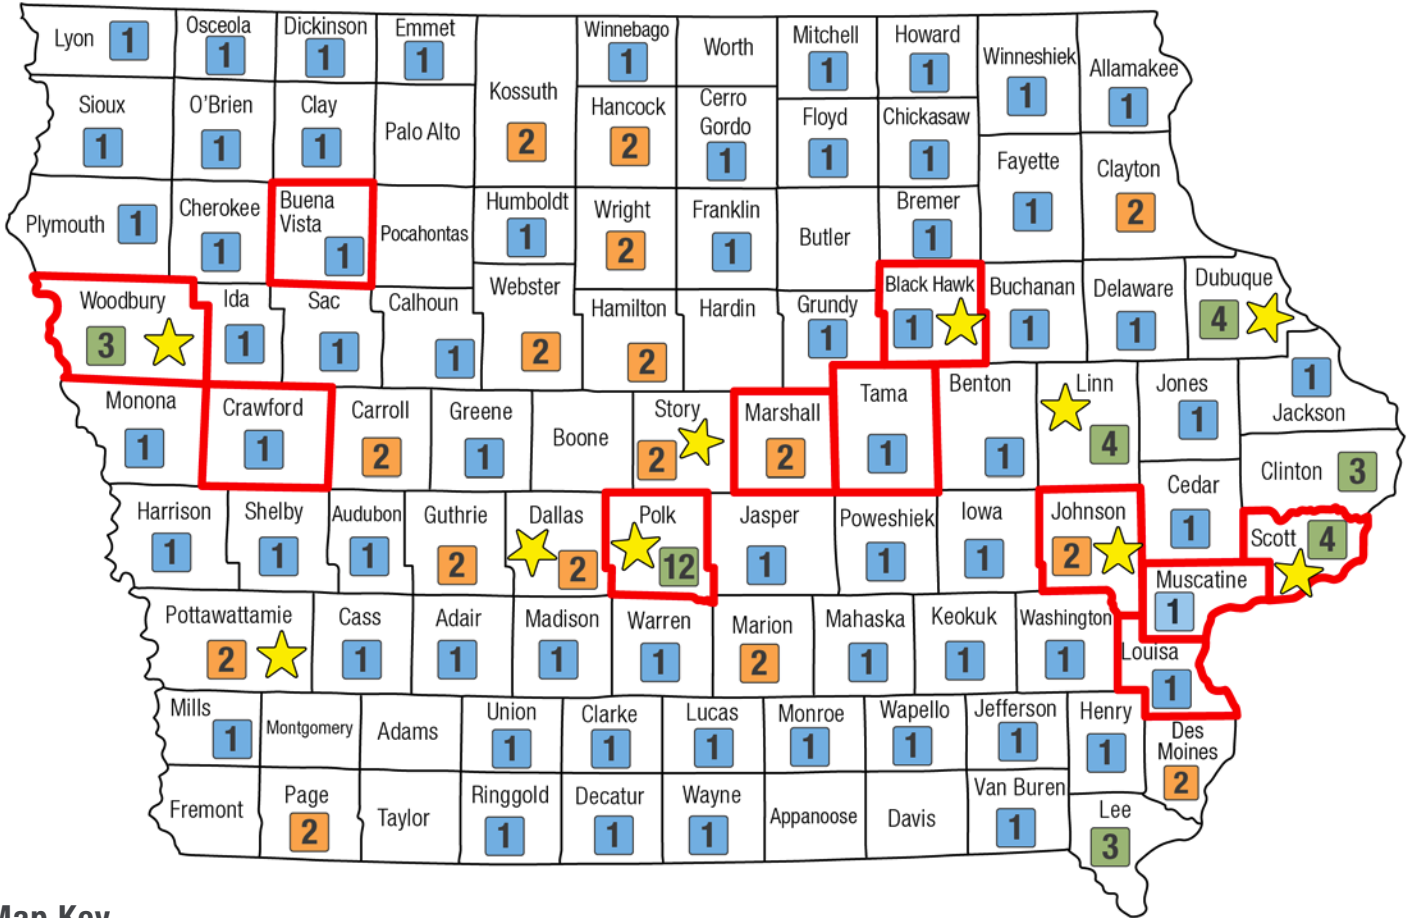 Lyon 1
Osceola
1
Dickinson
1
Emmet
1
Kossuth
2
Winnebago
1
Worth
Mitchell
1
Howard
1
Winneshiek
1
Allamakee
1
Sioux
1
O'Brien
1
Clay
1
Palo Alto
Hancock
2
Cerro
Gordo
1
Floyd
1
Chickasaw
1
Fayette
1
Clayton
2
Plymouth 1
Cherokee
1
Buena
Vista
1
Pocahontas
Humboldt
1
Wright
2
Franklin
1
Butler
Bremer
1
Woodbury
3
Ida
1
Sac
1
Calhoun
1
Webster
2
Hamilton
2
Hardin
Grundy
1
Black Hawk
1
Buchanan
1
Delaware
1
Dubuque
4
Monona
1
Crawford
1
Carroll
2
Greene
1
Boone
Story
2
Marshall
2
Tama
1
Benton
1
Linn
4
Jones
1
1
Jackson
Clinton 3
Harrison
1
Shelby
1
Audubon
1
Guthrie
2
Dallas
2
Polk
12
Jasper
1
Poweshiek
1
Iowa
1
Johnson
2
Cedar
1
Scott 4
Muscatine
1
Pottawattamie
2
Cass
1
Adair
1
Madison
1
Warren
1
Marion
2
Mahaska
1
Keokuk
1
Washington
1
Louisa
1
Mills
1
Montgomery
Adams
Union
1
Clarke
1
Lucas
1
Monroe
1
Wapello
1
Jefferson
1
Henry
1
Des
Moines
2
Fremont
Page
2
Taylor
Ringgold
1
Decatur
1
Wayne
1
Appanoose
Davis
Van Buren
1
Lee
3
Map Key